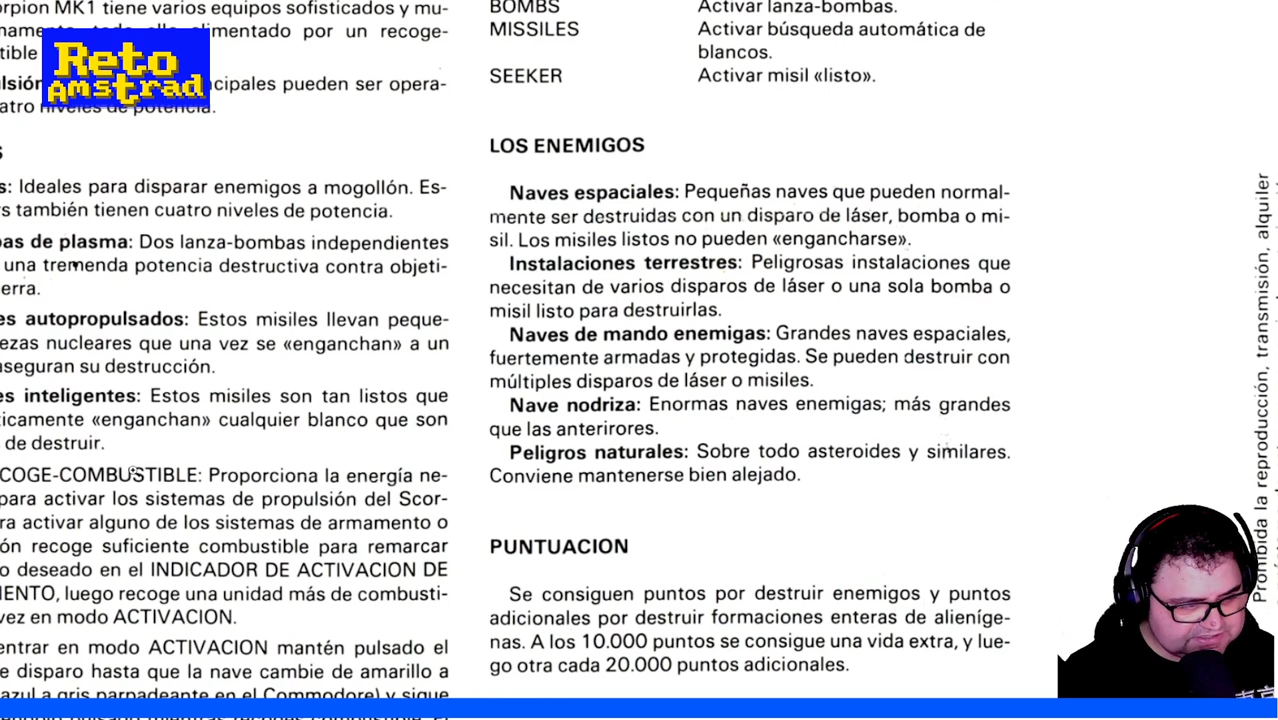 orpion MK1 tiene varios equipos sofisticados y mu-
por un recoge-
Reto
Amstrad
ncipales pueden ser opera-
atro niveles de potencia.
s: Ideales para disparar enemigos a mogollón. Es-
s también tienen cuatro niveles de potencia.
bas de plasma: Dos lanza-bombas independientes
una tremenda potencia destructiva contra objeti-
erra.
es autopropulsados: Estos misiles llevan peque-
ezas nucleares que una vez se «enganchan» a un
aseguran su destrucción.
es inteligentes: Estos misiles son tan listos que
ticamente «enganchan» cualquier blanco que son
de destruir.
COGE-COMBUSTIBLE: Proporciona la energía ne-
para activar los sistemas de propulsión del Scor-
ra activar alguno de los sistemas de armamento o
ón recoge suficiente combustible para remarcar
o deseado en el INDICADOR DE ACTIVACION DE
IENTO, luego recoge una unidad más de combusti-
vez en modo ACTIVACION.
entrar en modo ACTIVACION mantén pulsado el
e disparo hasta que la nave cambie de amarillo a
azul a gris parpadeante en el Commodore) y sigue
BOMBS Activar lanza-bombas.
MISSILES Activar búsqueda automática de
blancos.
SEEKER Activar misil «listo».
LOS ENEMIGOS
Naves espaciales: Pequeñas naves que pueden normal-
mente ser destruidas con un disparo de láser, bomba o mi-
sil. Los misiles listos no pueden «engancharse».
Instalaciones terrestres: Peligrosas instalaciones que
necesitan de varios disparos de láser o una sola bomba o
misil listo para destruirlas.
Naves de mando enemigas: Grandes naves espaciales,
fuertemente armadas y protegidas. Se pueden destruir con
múltiples disparos de láser o misiles.
Nave nodriza: Enormas naves enemigas; más grandes
que las anterirores.
Peligros naturales: Sobre todo asteroides y similares.
Conviene mantenerse bien alejado.
PUNTUACION
Se consiguen puntos por destruir enemigos y puntos
adicionales por destruir formaciones enteras de alieníge-
nas. A los 10.000 puntos se consigue una vida extra, y lue-
go otra cada 20.000 puntos adicionales.
Prohibida la reproducción, transmisión, alquiler